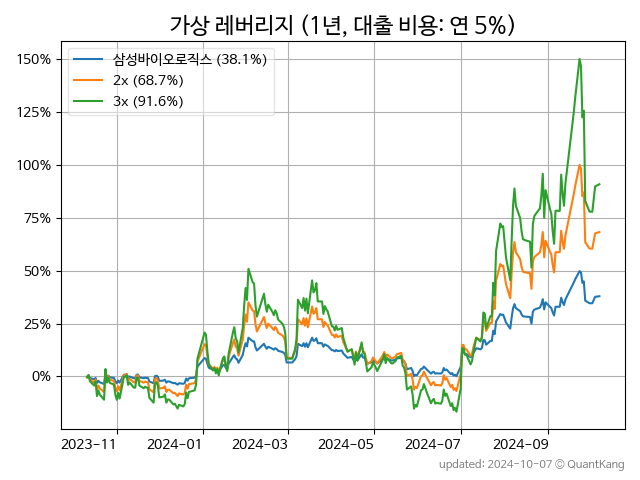 가상 레버리지 (1년, 대출 비용: 연 5%)
삼성바이오로직스 (38.1%)
2x (68.7%)
3x (91.6%)
150%
125%
100%
75%
50%
25%
0%
2023-11 2024-01 2024-03 2024-05 2024-07 2024-09
updated: 2024-10-07 © QuantKang